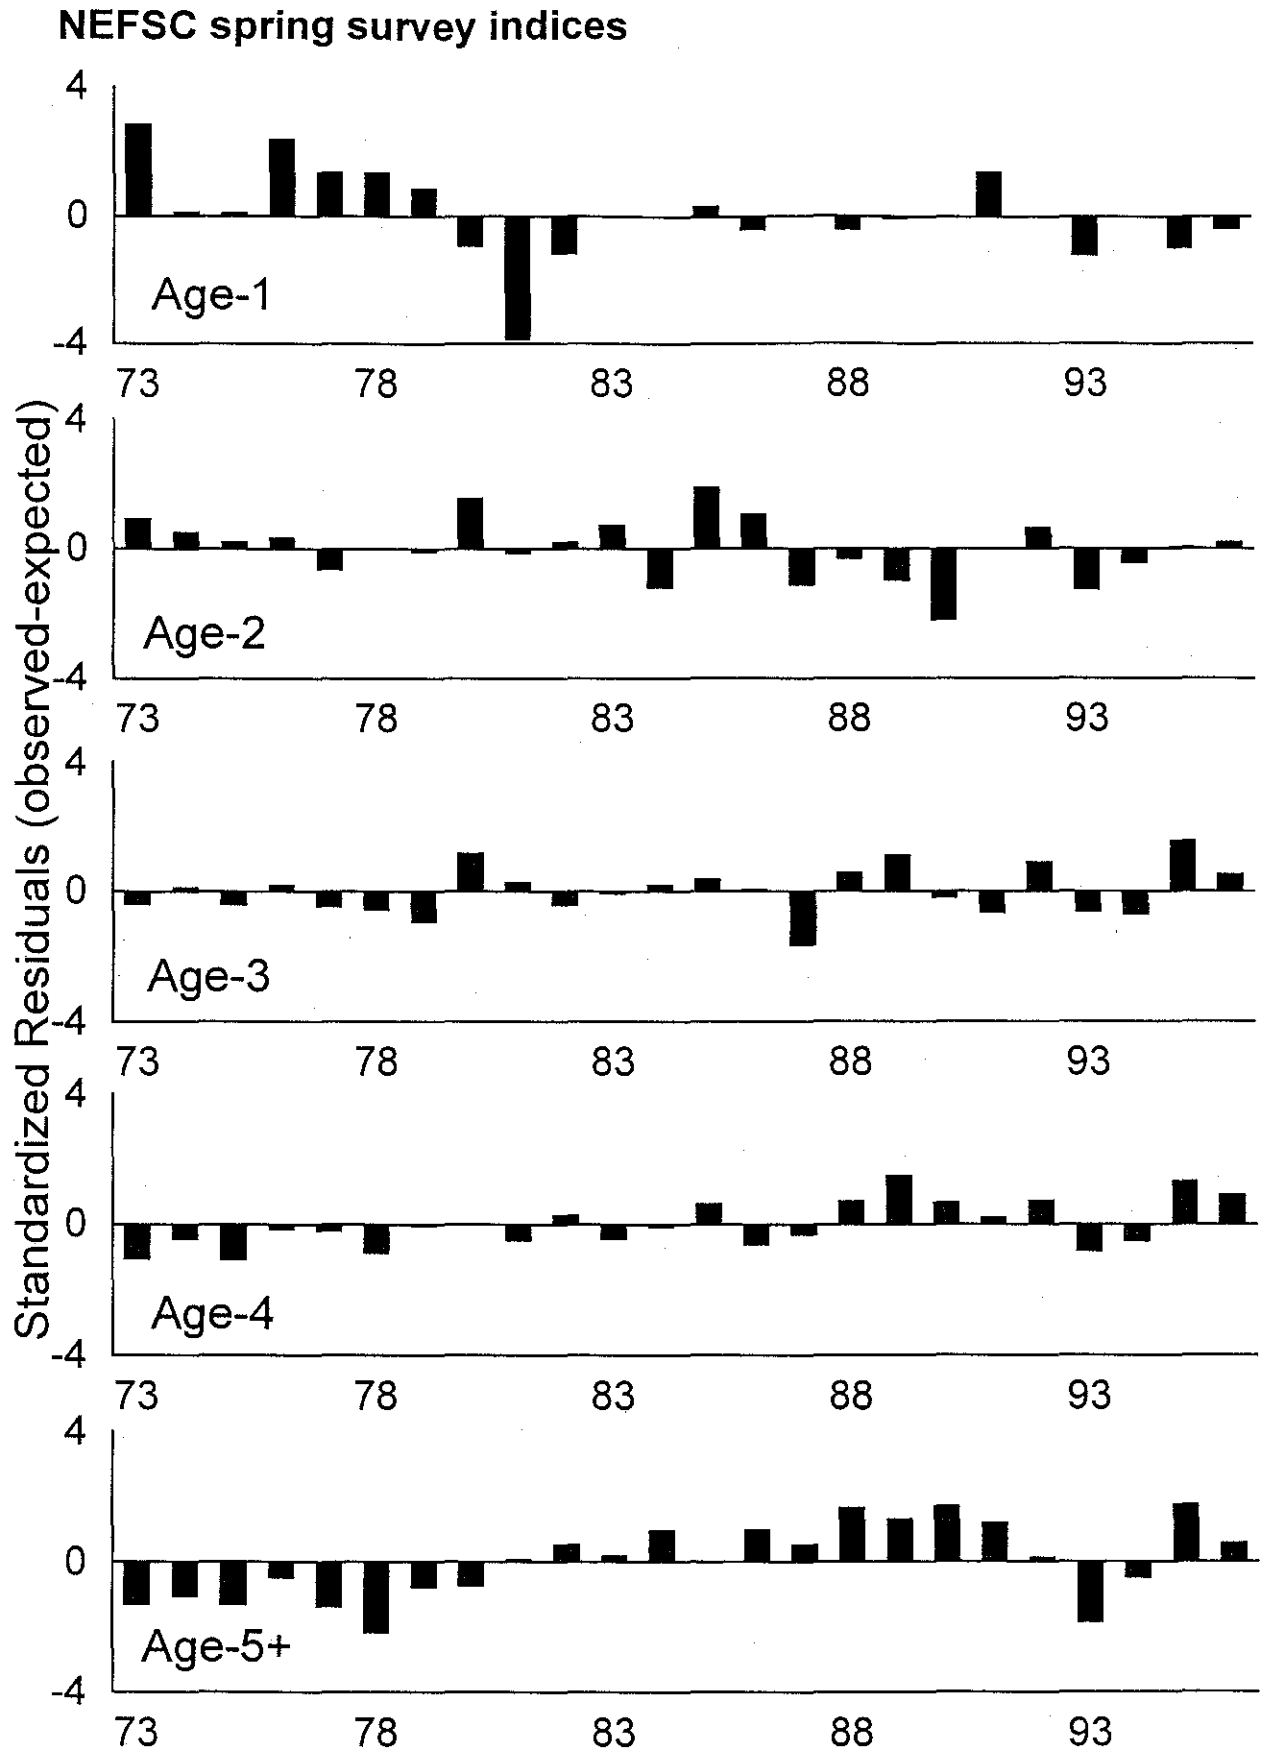 NEFSC spring survey indices
Standardized Residuals (observed-expected)
4
0
Age-1
-4
73 78 83 88 93
4
0
Age-2
-4
73 78 83 88 93
4
0
Age-3
-4
73 78 83 88 93
4
0
Age-4
-4
73 78 83 88 93
4
0
Age-5+
-4
73 78 83 88 93